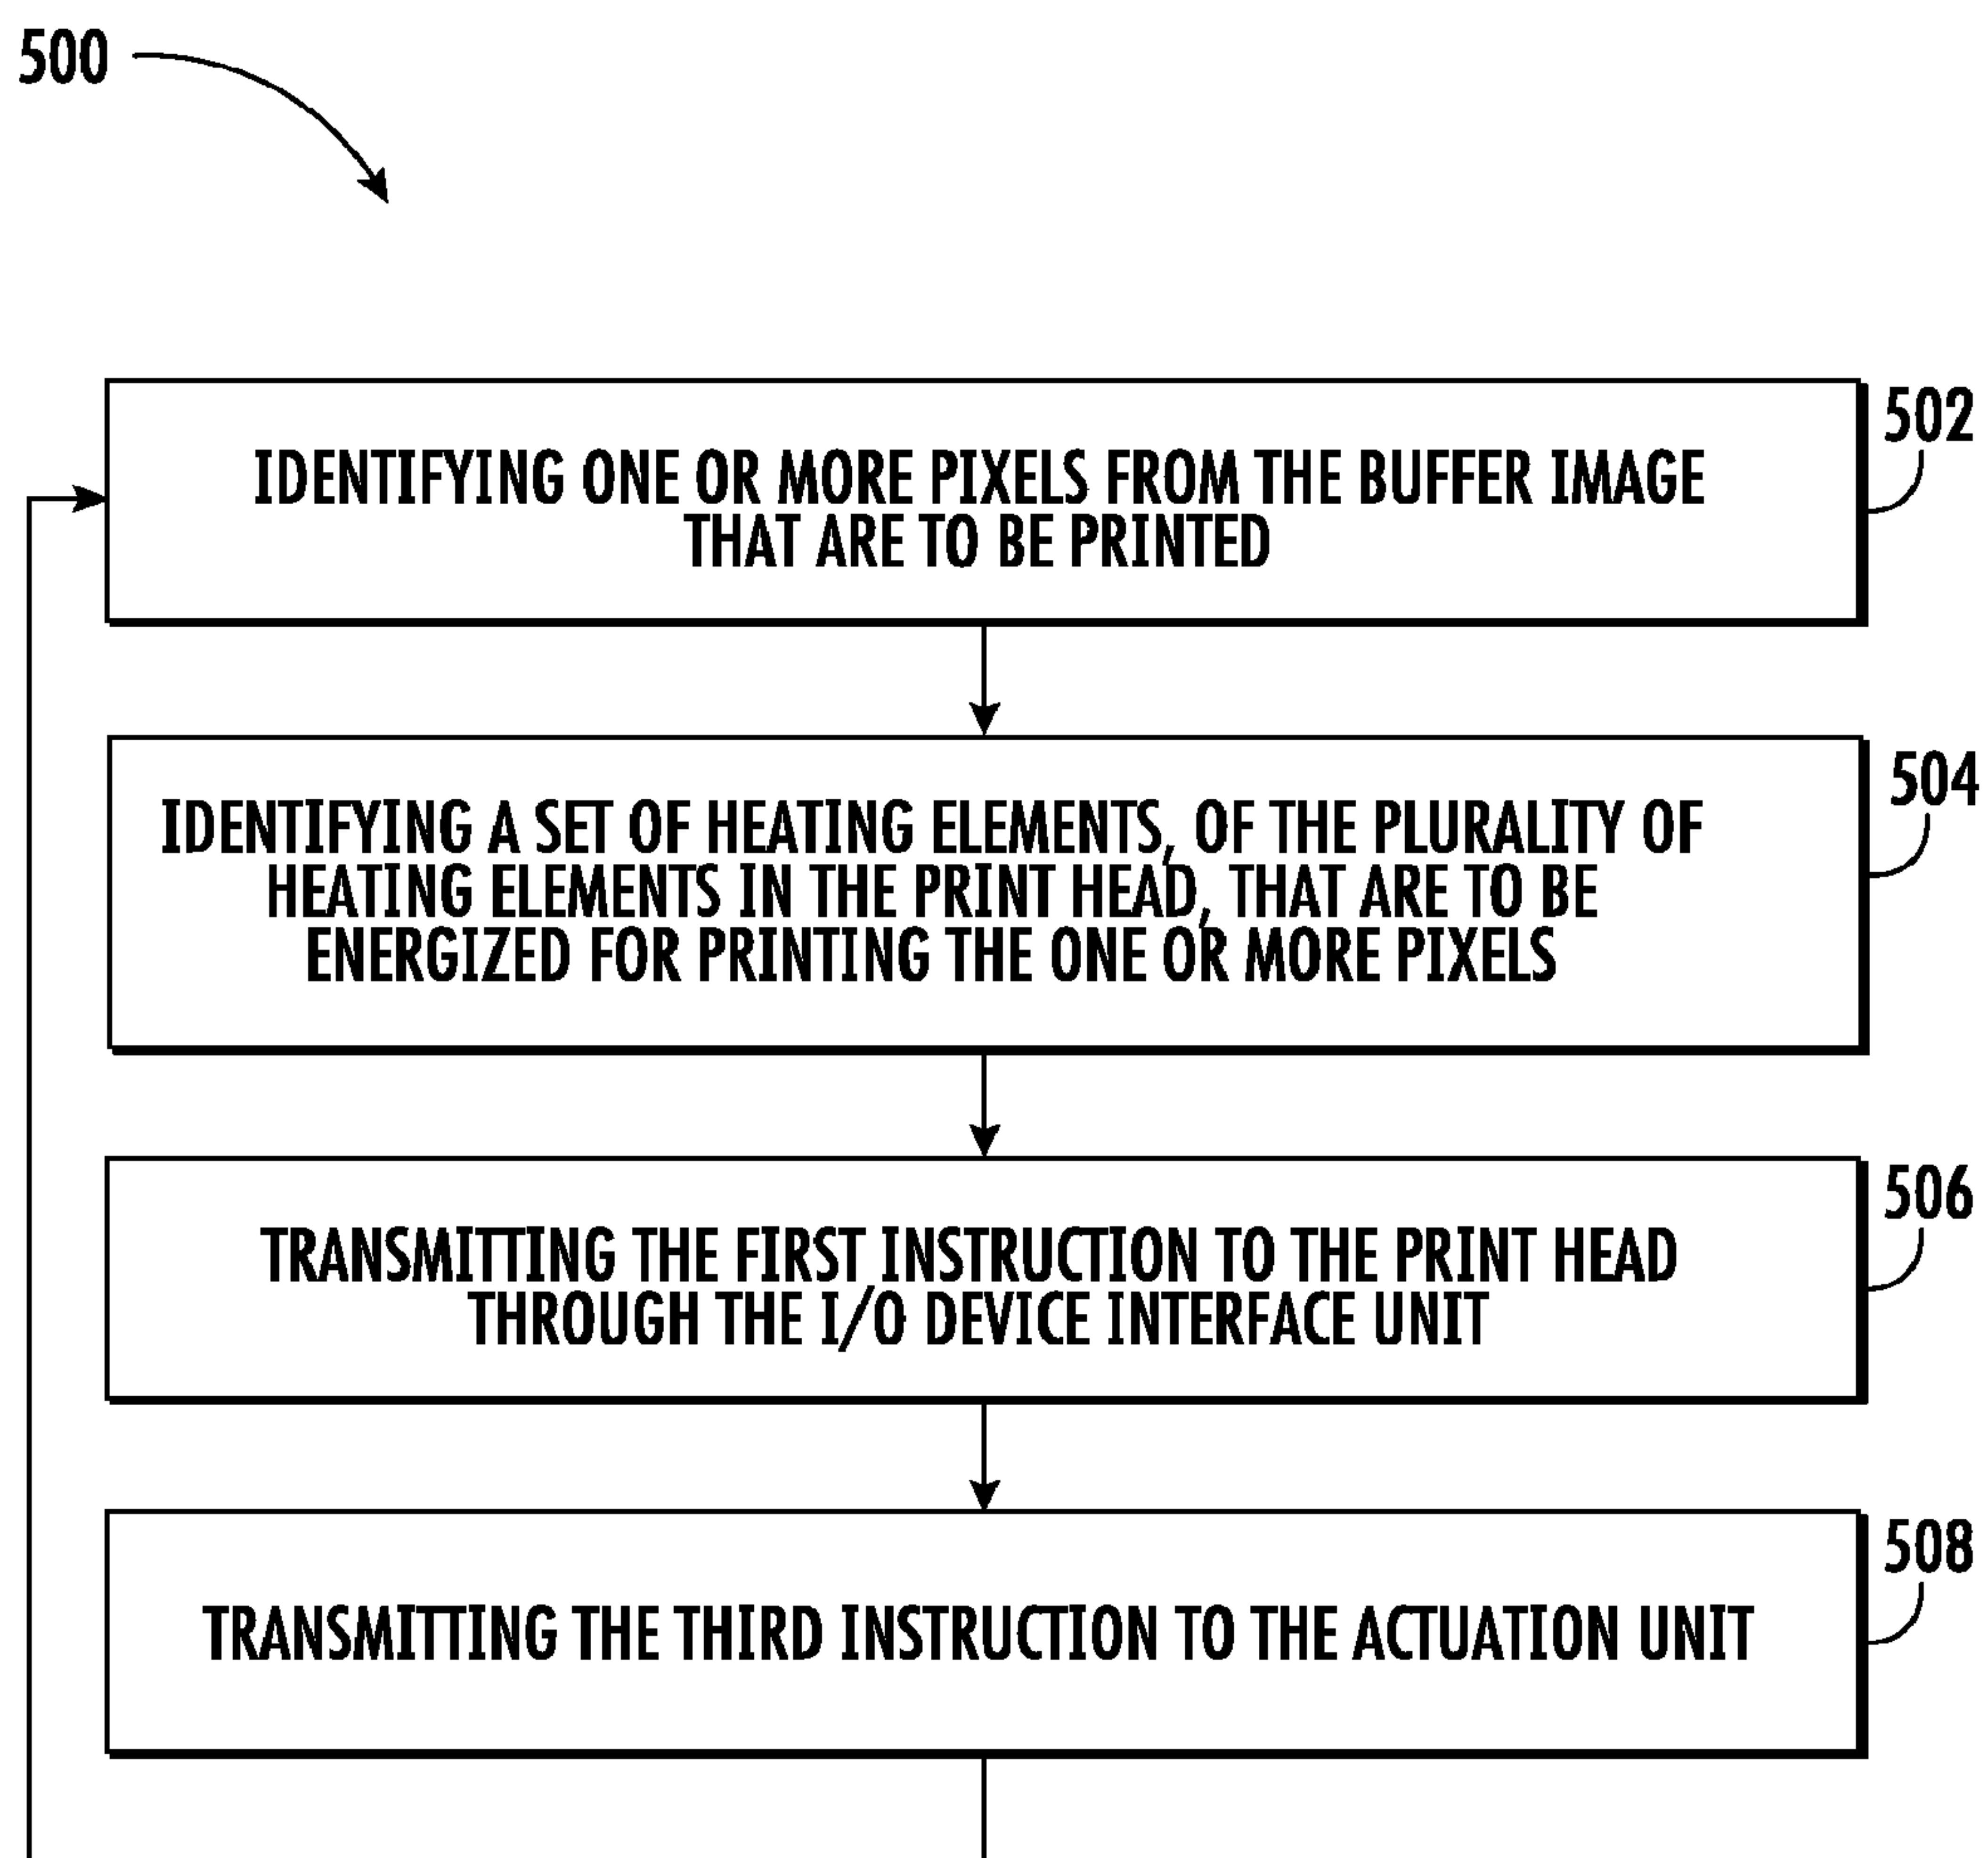 500
502
IDENTIFYING ONE OR MORE PIXELS FROM THE BUFFER IMAGE
THAT ARE TO BE PRINTED
504
IDENTIFYING A SET OF HEATING ELEMENTS, OF THE PLURALITY OF
HEATING ELEMENTS IN THE PRINT HEAD, THAT ARE TO BE
ENERGIZED FOR PRINTING THE ONE OR MORE PIXELS
506
TRANSMITTING THE FIRST INSTRUCTION TO THE PRINT HEAD
THROUGH THE I/O DEVICE INTERFACE UNIT
508
TRANSMITTING THE THIRD INSTRUCTION TO THE ACTUATION UNIT